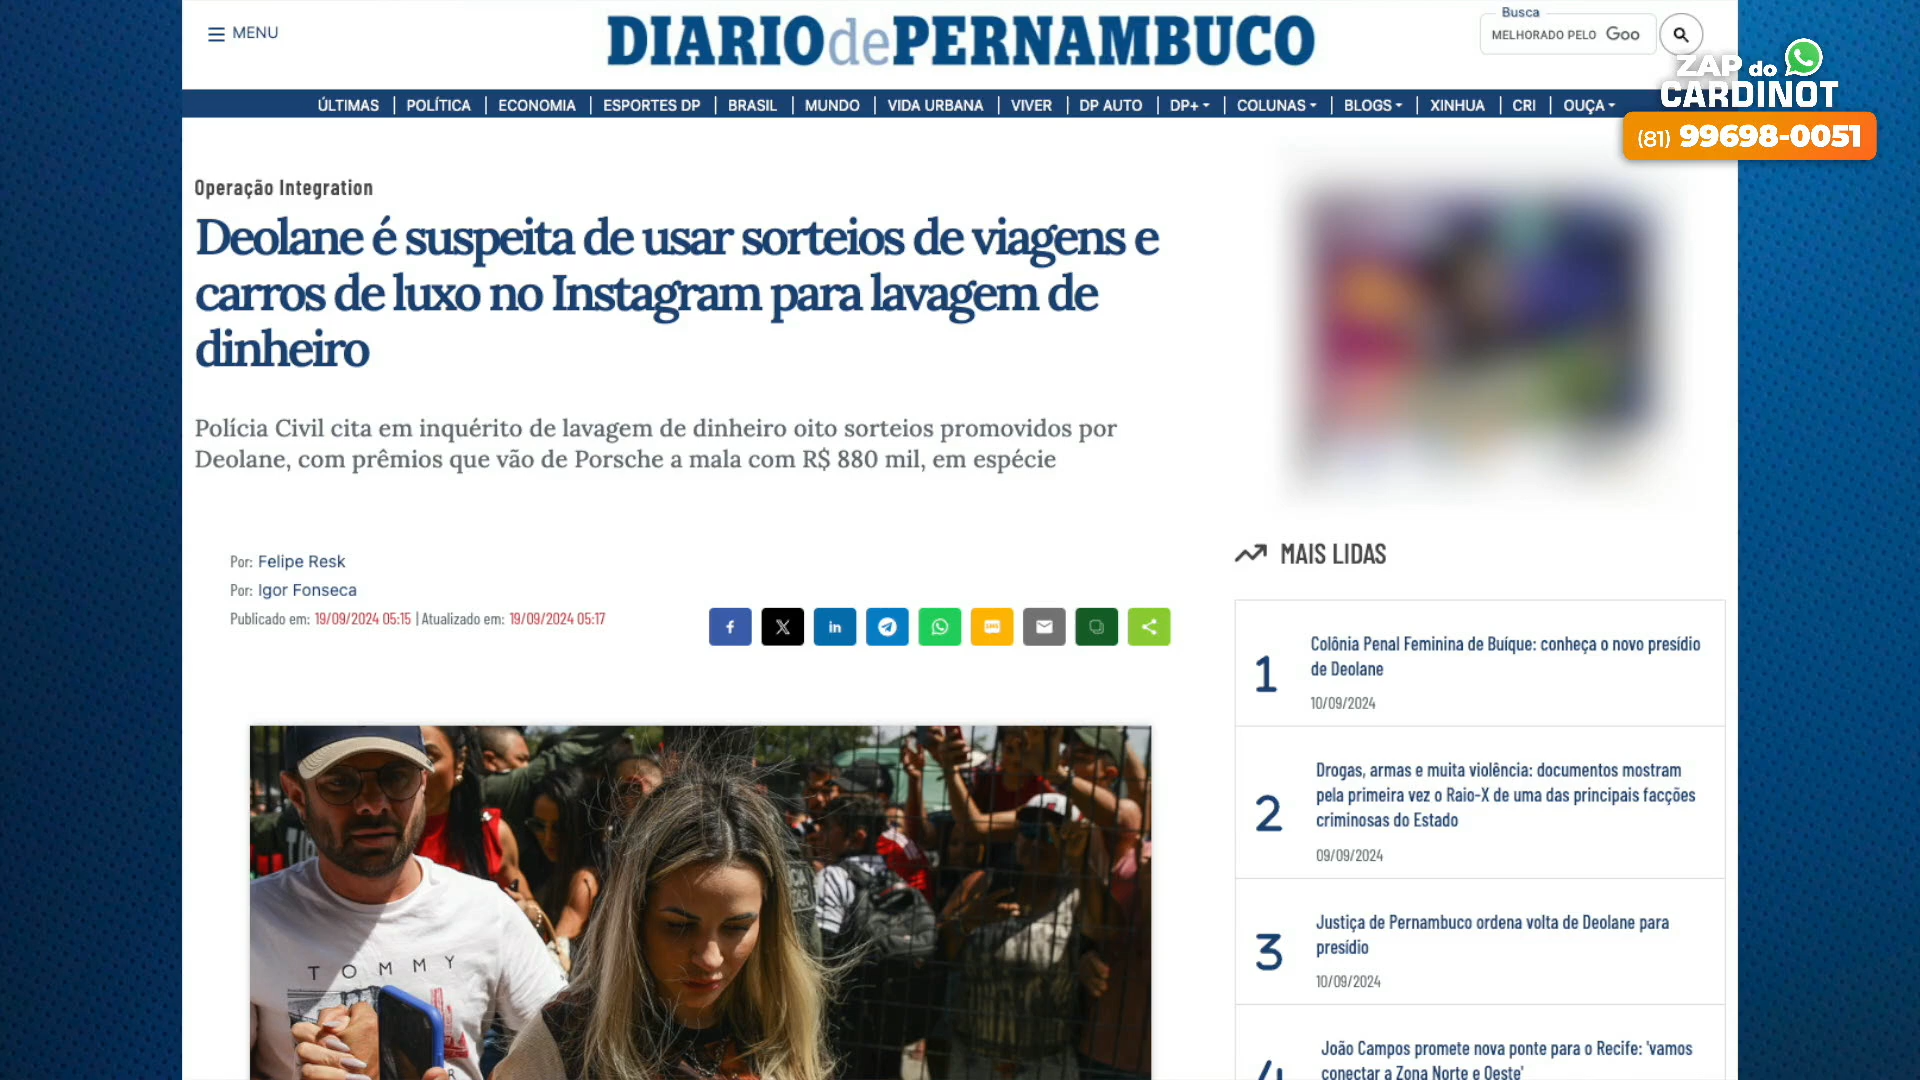 MENU
DIARIOdePERNAMBUCO
Busca
MELHORADO PELO Goo
ZAP do
CARDINOT
(81) 99698-0051
ÚLTIMAS | POLÍTICA | ECONOMIA | ESPORTES DP | BRASIL | MUNDO | VIDA URBANA | VIVER | DP AUTO | DP+ | COLUNAS | BLOGS | XINHUA | CRI | OUÇA
Operação Integration
Deolane é suspeita de usar sorteios de viagens e
carros de luxo no Instagram para lavagem de
dinheiro
Polícia Civil cita em inquérito de lavagem de dinheiro oito sorteios promovidos por
Deolane, com prêmios que vão de Porsche a mala com R$ 880 mil, em espécie
Por: Felipe Resk
Por: Igor Fonseca
Publicado em: 19/09/2024 05:15 | Atualizado em: 19/09/2024 05:17
MAIS LIDAS
1
Colônia Penal Feminina de Buíque: conheça o novo presídio
de Deolane
10/09/2024
2
Drogas, armas e muita violência: documentos mostram
pela primeira vez o Raio-X de uma das principais facções
criminosas do Estado
09/09/2024
3
Justiça de Pernambuco ordena volta de Deolane para
presídio
10/09/2024
4
João Campos promete nova ponte para o Recife: 'vamos
conectar a Zona Norte e Oeste'
TOMMY